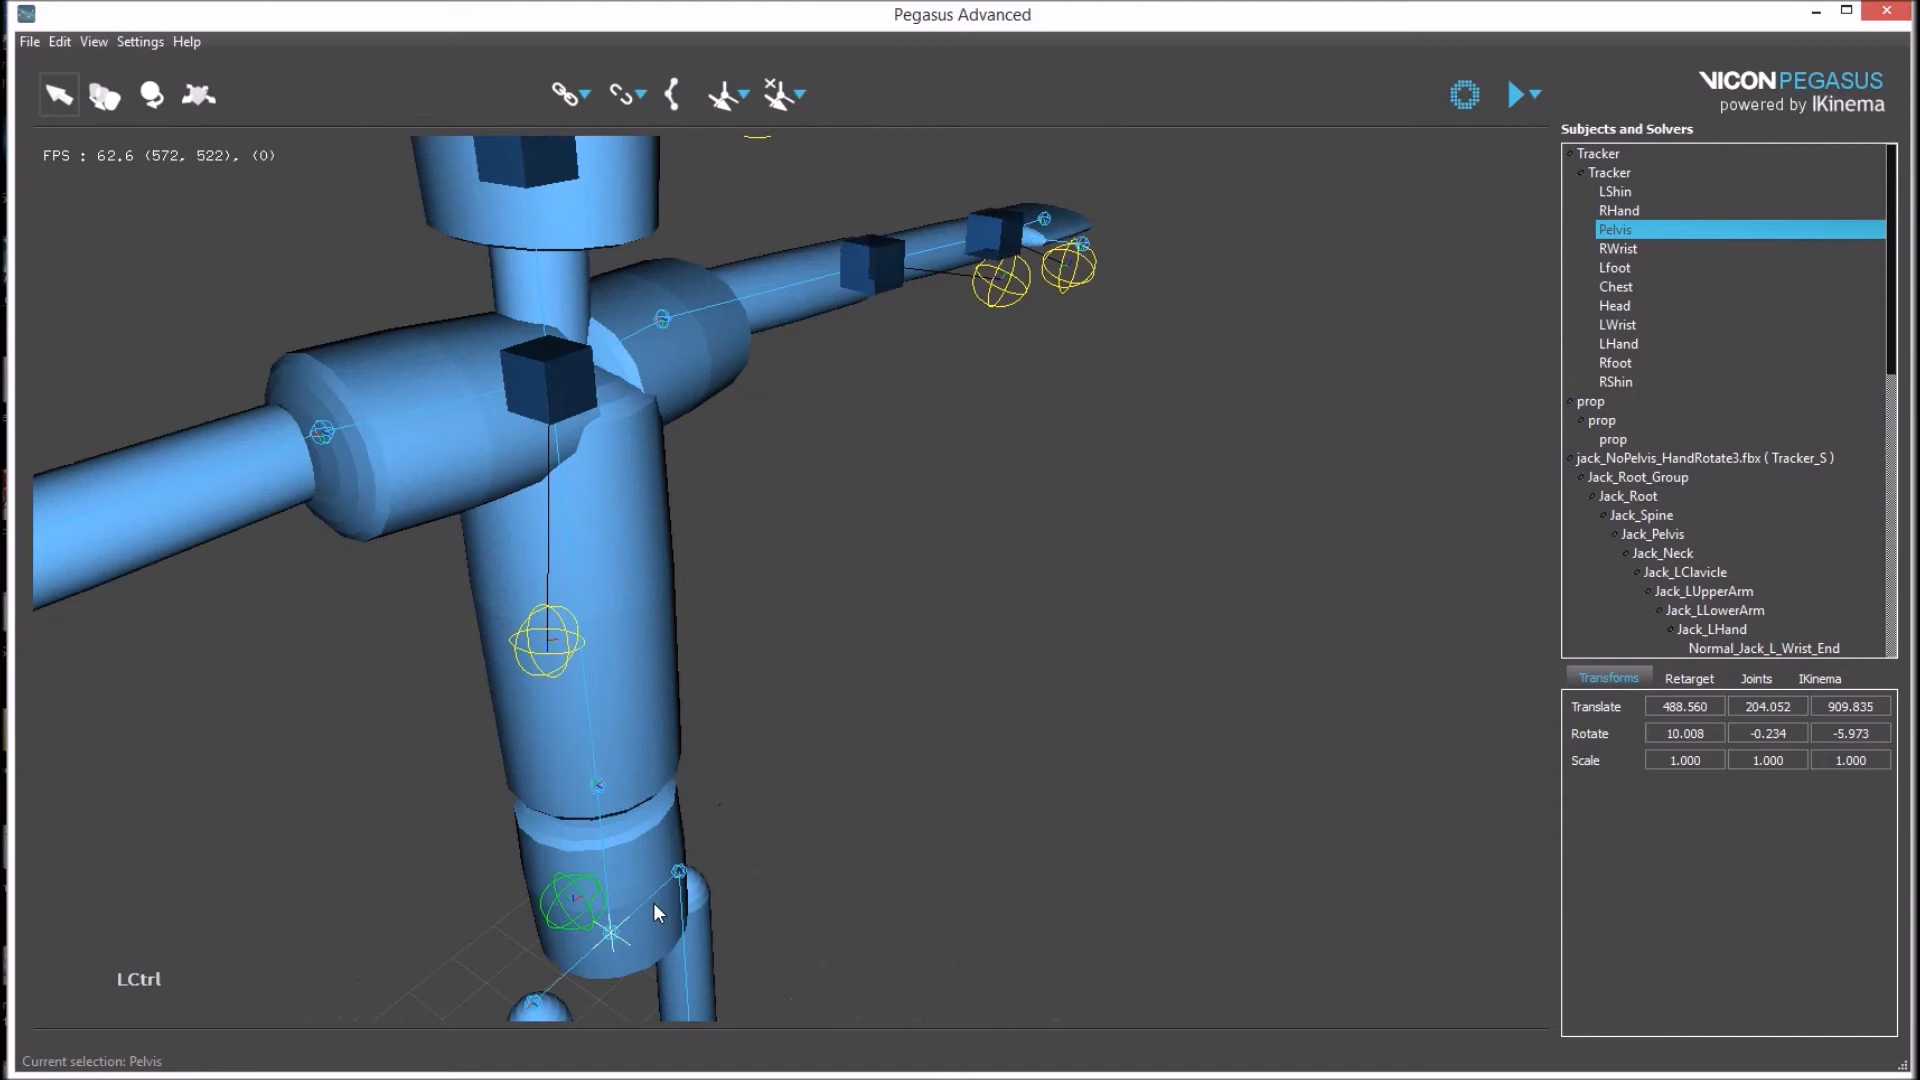 Pegasus Advanced
File Edit View Settings Help
VICON PEGASUS
powered by IKinema
FPS : 62.6 (572, 522), (0)
Subjects and Solvers
Tracker
Tracker
LShin
RHand
Pelvis
RWrist
Lfoot
Chest
Head
LWrist
LHand
Rfoot
RShin
prop
prop
prop
jack_NoPelvis_HandRotate3.fbx ( Tracker_S )
Jack_Root_Group
Jack_Root
Jack_Spine
Jack_Pelvis
Jack_Neck
Jack_LClavicle
Jack_LUpperArm
Jack_LLowerArm
Jack_LHand
Normal_Jack_L_Wrist_End
Transforms Retarget Joints IKinema
Translate 488.560 204.052 909.835
Rotate 10.008 -0.234 -5.973
Scale 1.000 1.000 1.000
LCtrl
Current selection: Pelvis